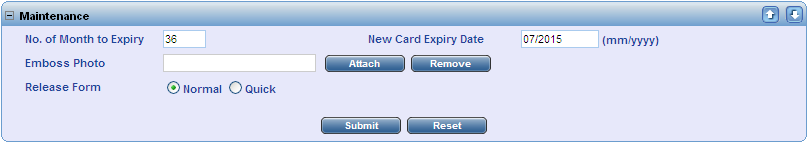 Maintenance
No. of Month to Expiry 36 New Card Expiry Date 07/2015 (mm/yyyy)
Emboss Photo Attach Remove
Release Form Normal Quick
Submit Reset